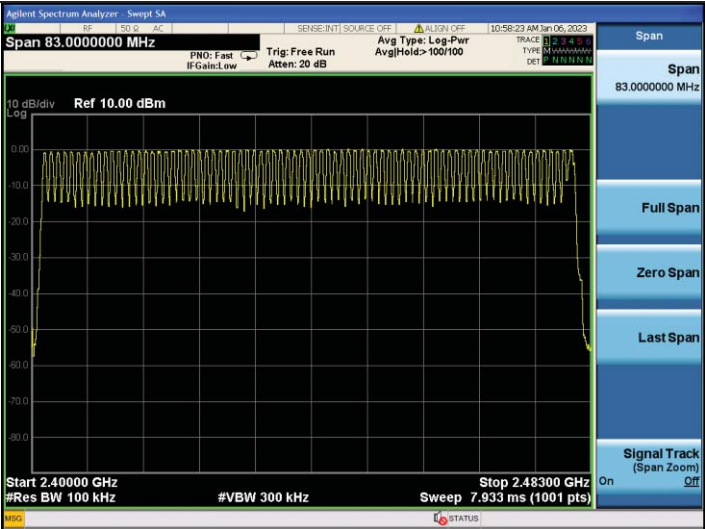 Agilent Spectrum Analyzer - Swept SA
RF 50 Ω AC SENSE:INT SOURCE OFF ALIGN OFF 10:58:23 AM Jan 06, 2023
Span 83.0000000 MHz
PNO: Fast
IFGain:Low
Trig: Free Run
Atten: 20 dB
Avg Type: Log-Pwr
Avg|Hold:>100/100
TRACE 1 2 3 4 5 6
TYPE M
DET P N N N N N
10 dB/div
Log
Ref 10.00 dBm
0.00
-10.0
-20.0
-30.0
-40.0
-50.0
-60.0
-70.0
-80.0
Start 2.40000 GHz
Stop 2.48300 GHz
#Res BW 100 kHz
#VBW 300 kHz
Sweep 7.933 ms (1001 pts)
MSG
STATUS
Span
Span
83.0000000 MHz
Full Span
Zero Span
Last Span
Signal Track
(Span Zoom)
On Off